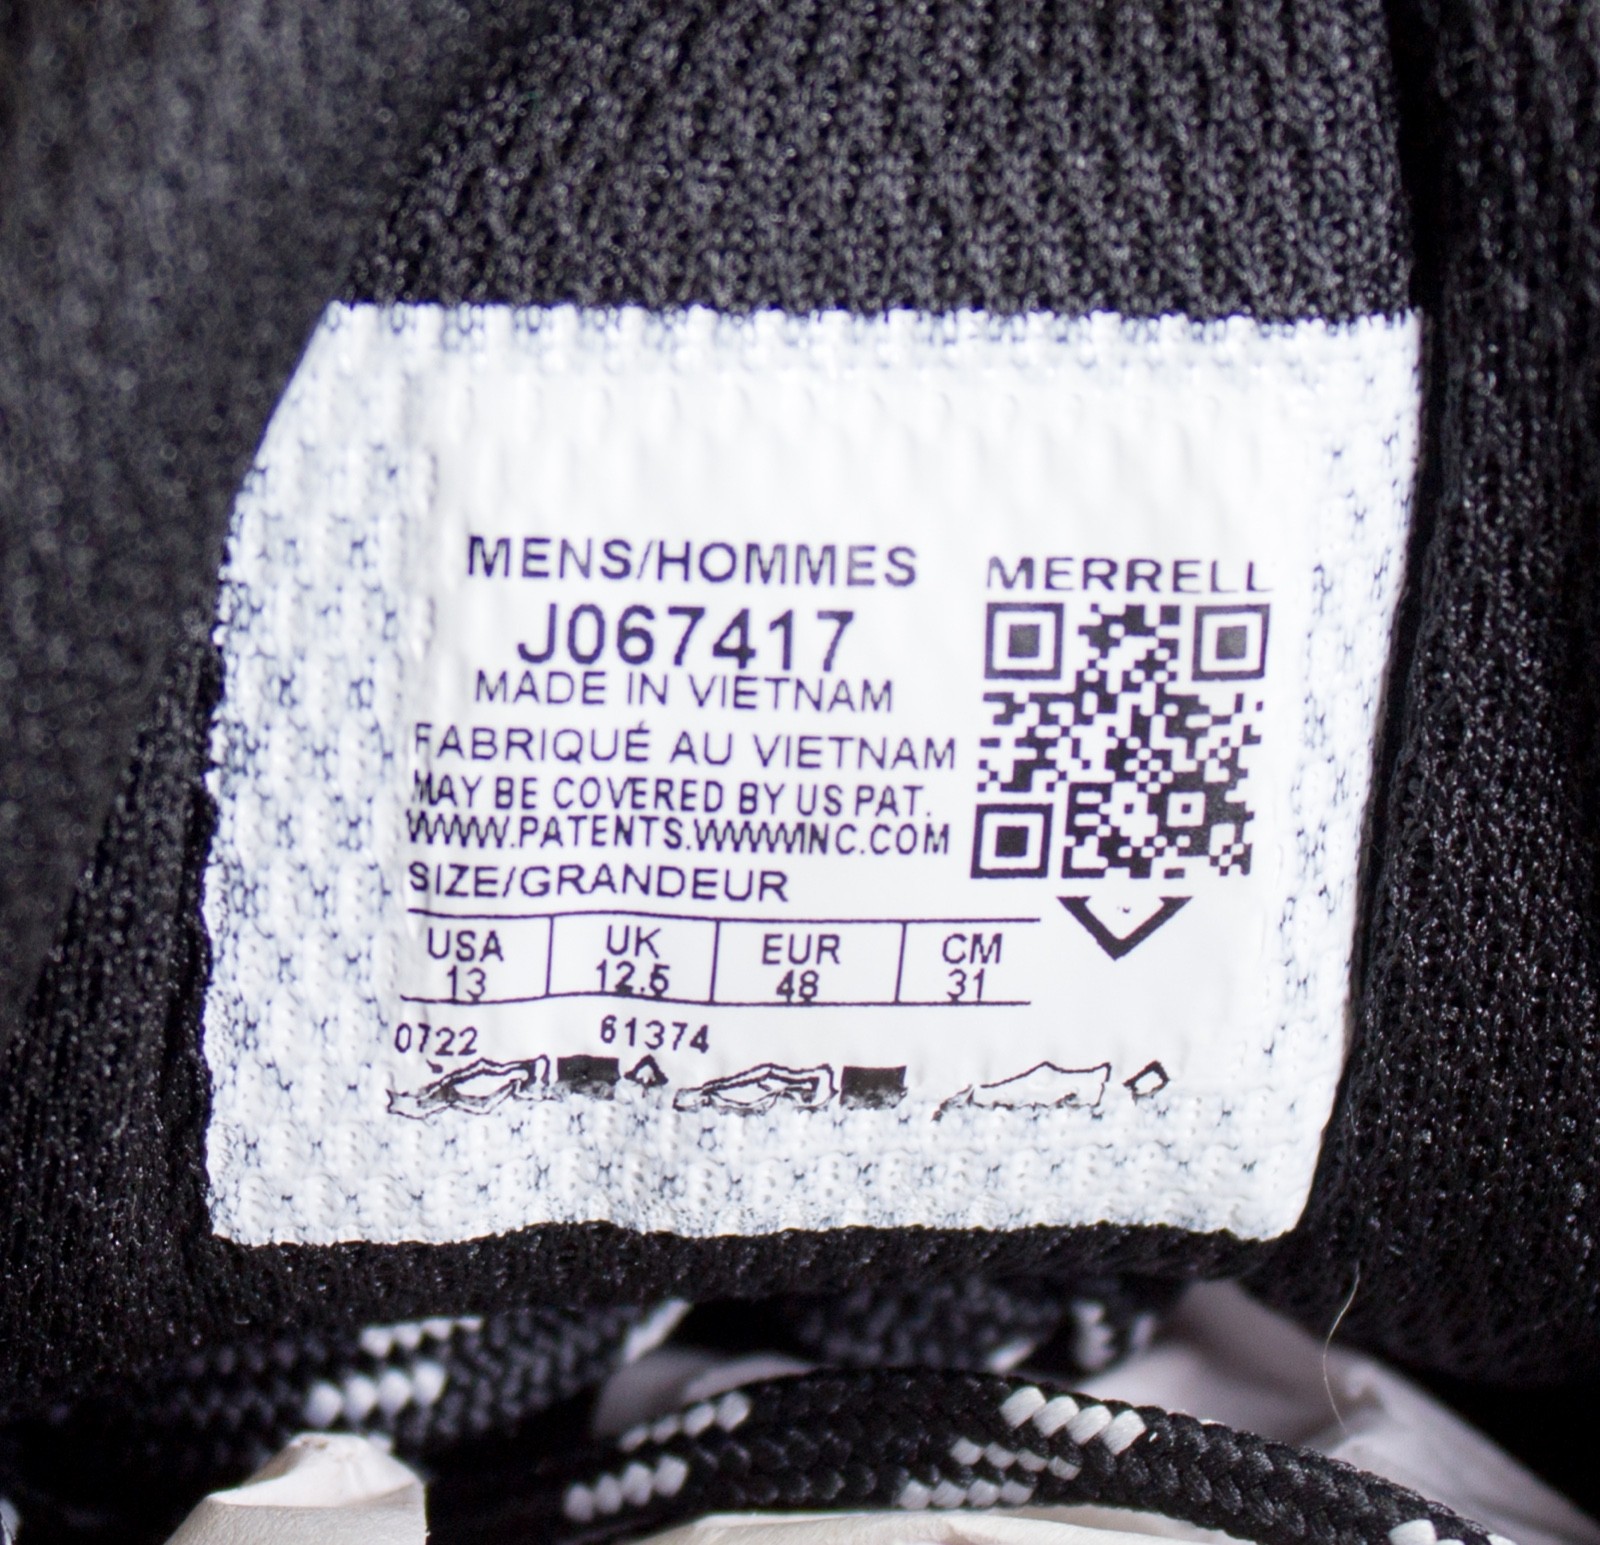 MENS/HOMMES
J067417
MADE IN VIETNAM
FABRIQUÉ AU VIETNAM
MAY BE COVERED BY US PAT.
WWW.PATENTS.WWWINC.COM
SIZE/GRANDEUR
USA UK EUR CM
13 12.5 48 31
0722 61374
MERRELL